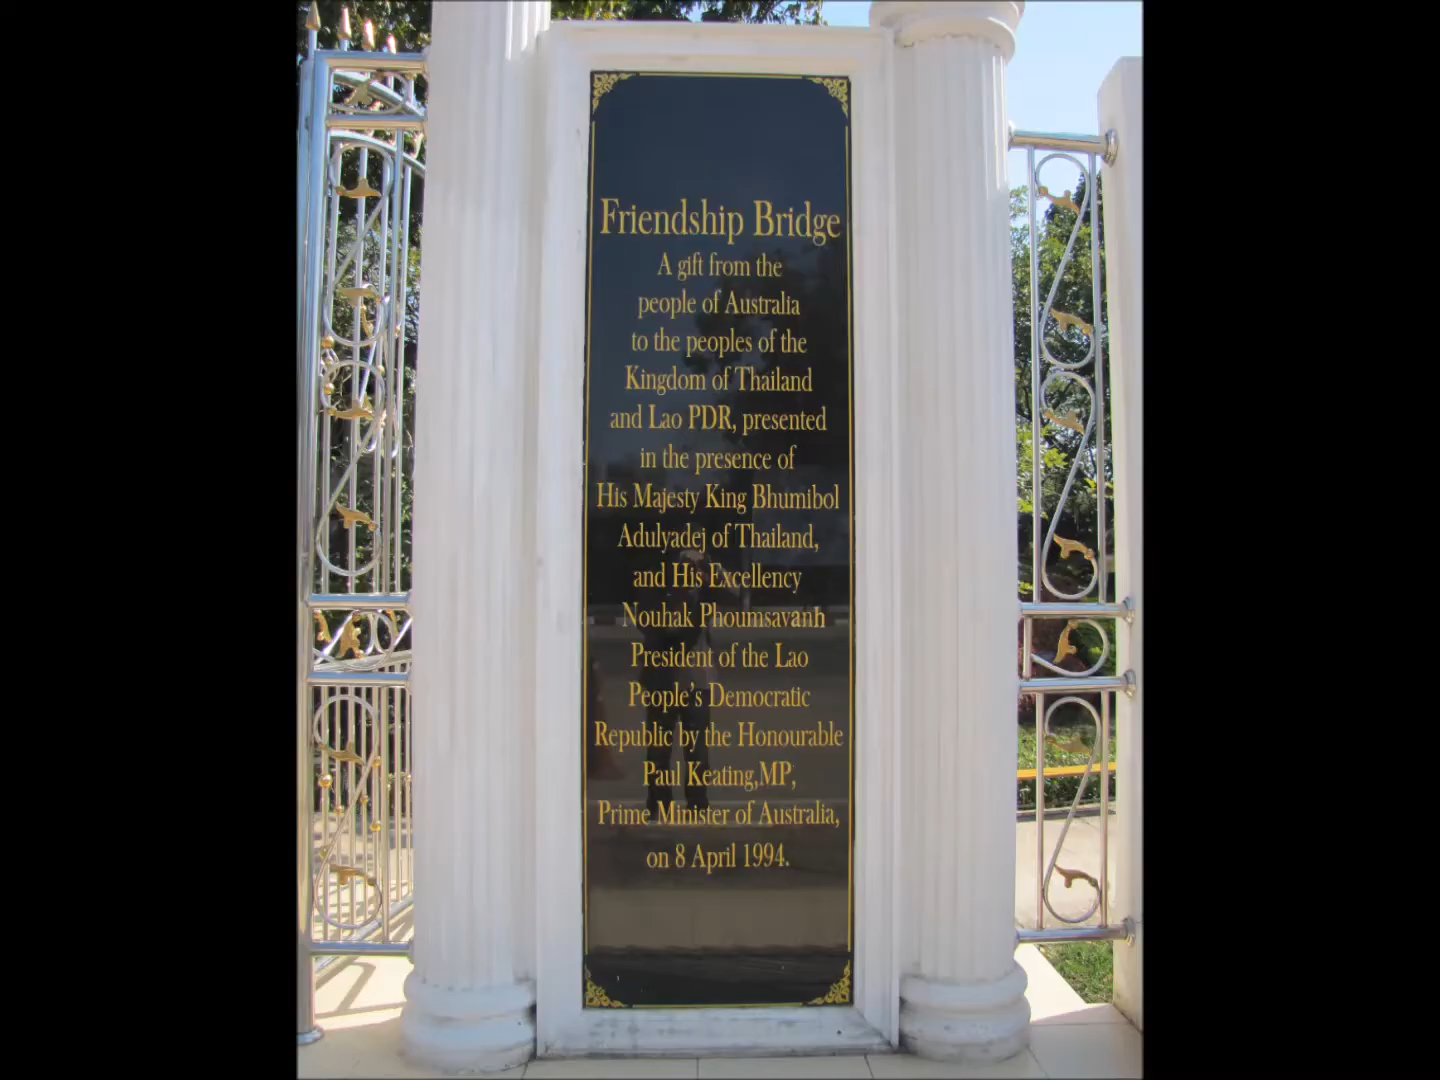 Friendship Bridge
A gift from the
people of Australia
to the peoples of the
Kingdom of Thailand
and Lao PDR, presented
in the presence of
His Majesty King Bhumibol
Adulyadej of Thailand,
and His Excellency
Nouhak Phoumsavanh
President of the Lao
People's Democratic
Republic by the Honourable
Paul Keating,MP,
Prime Minister of Australia,
on 8 April 1994.